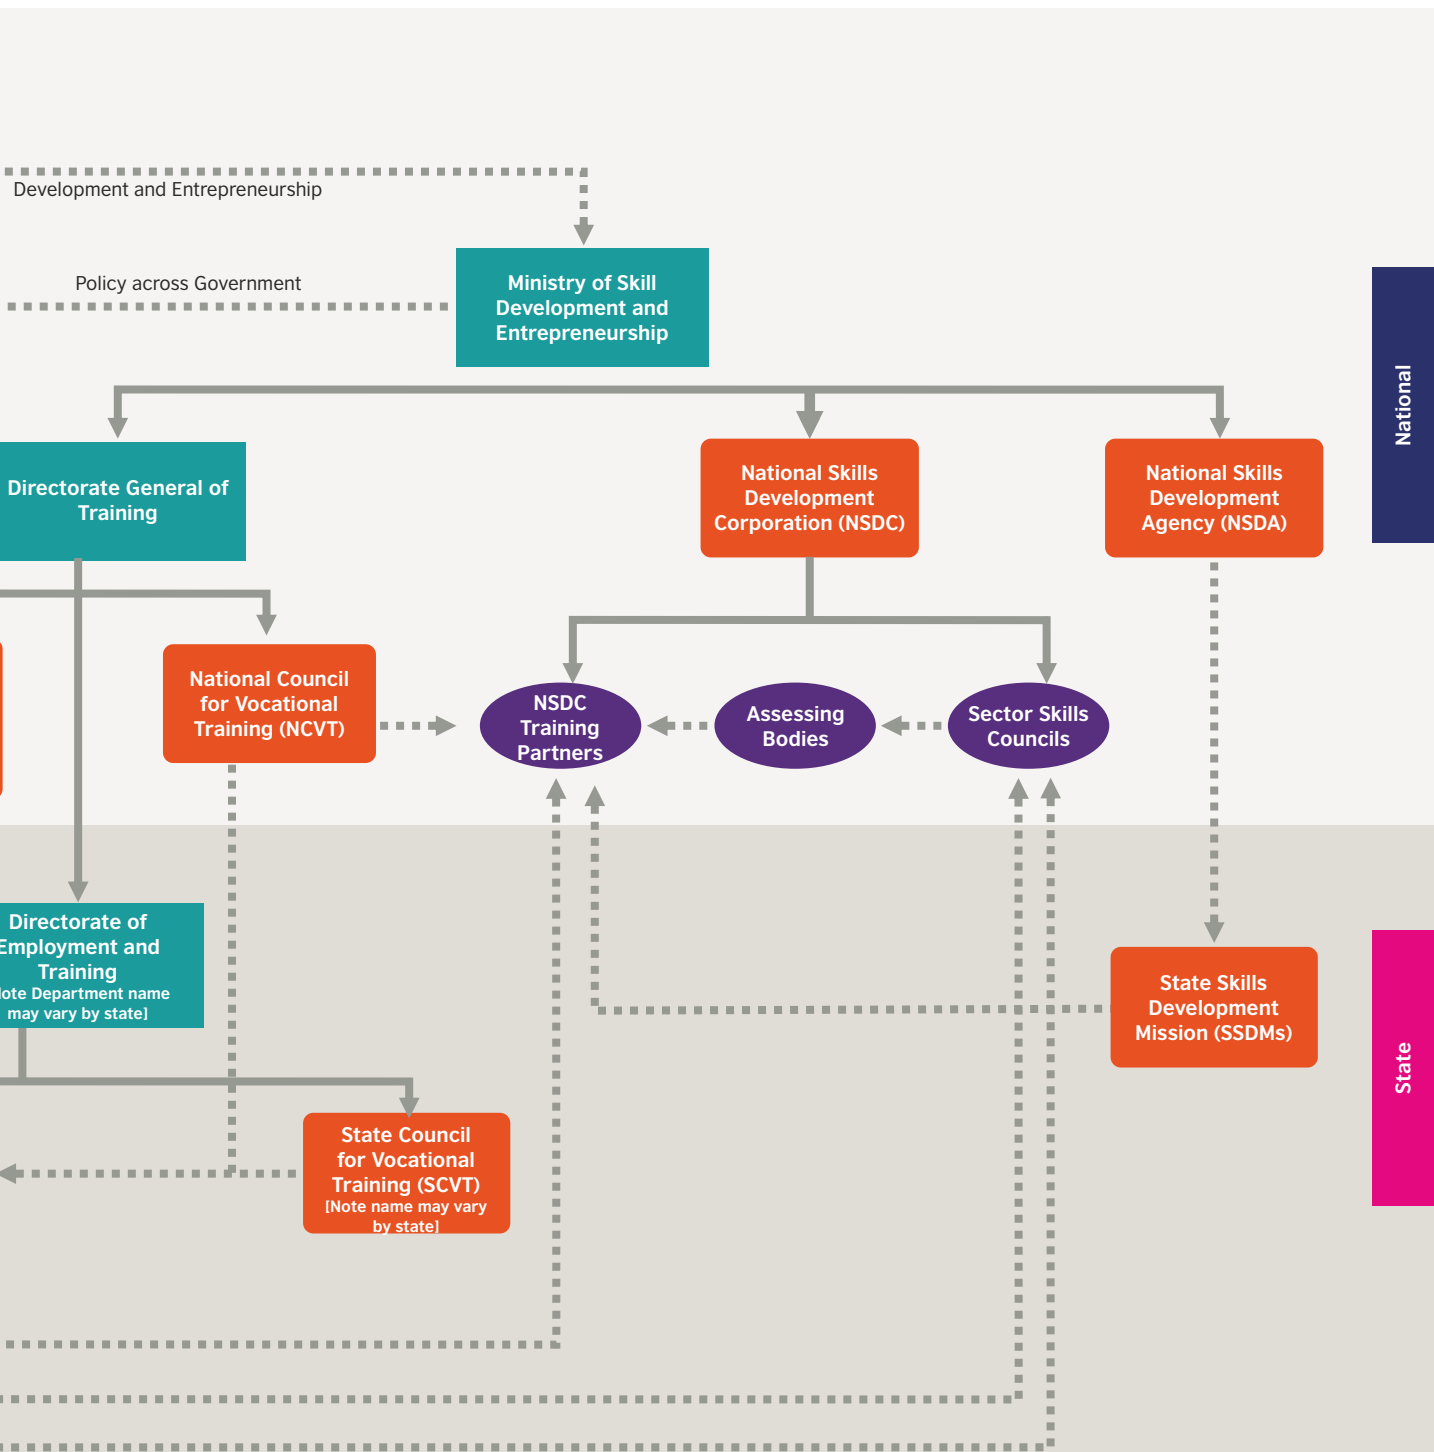 Development and Entrepreneurship
Policy across Government
Ministry of Skill
Development and
Entrepreneurship
National
Directorate General of
Training
National Skills
Development
Corporation (NSDC)
National Skills
Development
Agency (NSDA)
National Council
for Vocational
Training (NCVT)
NSDC
Training
Partners
Assessing
Bodies
Sector Skills
Councils
Directorate of
Employment and
Training
Note Department name
may vary by state]
State Skills
Development
Mission (SSDMs)
State
State Council
for Vocational
Training (SCVT)
[Note name may vary
by state]